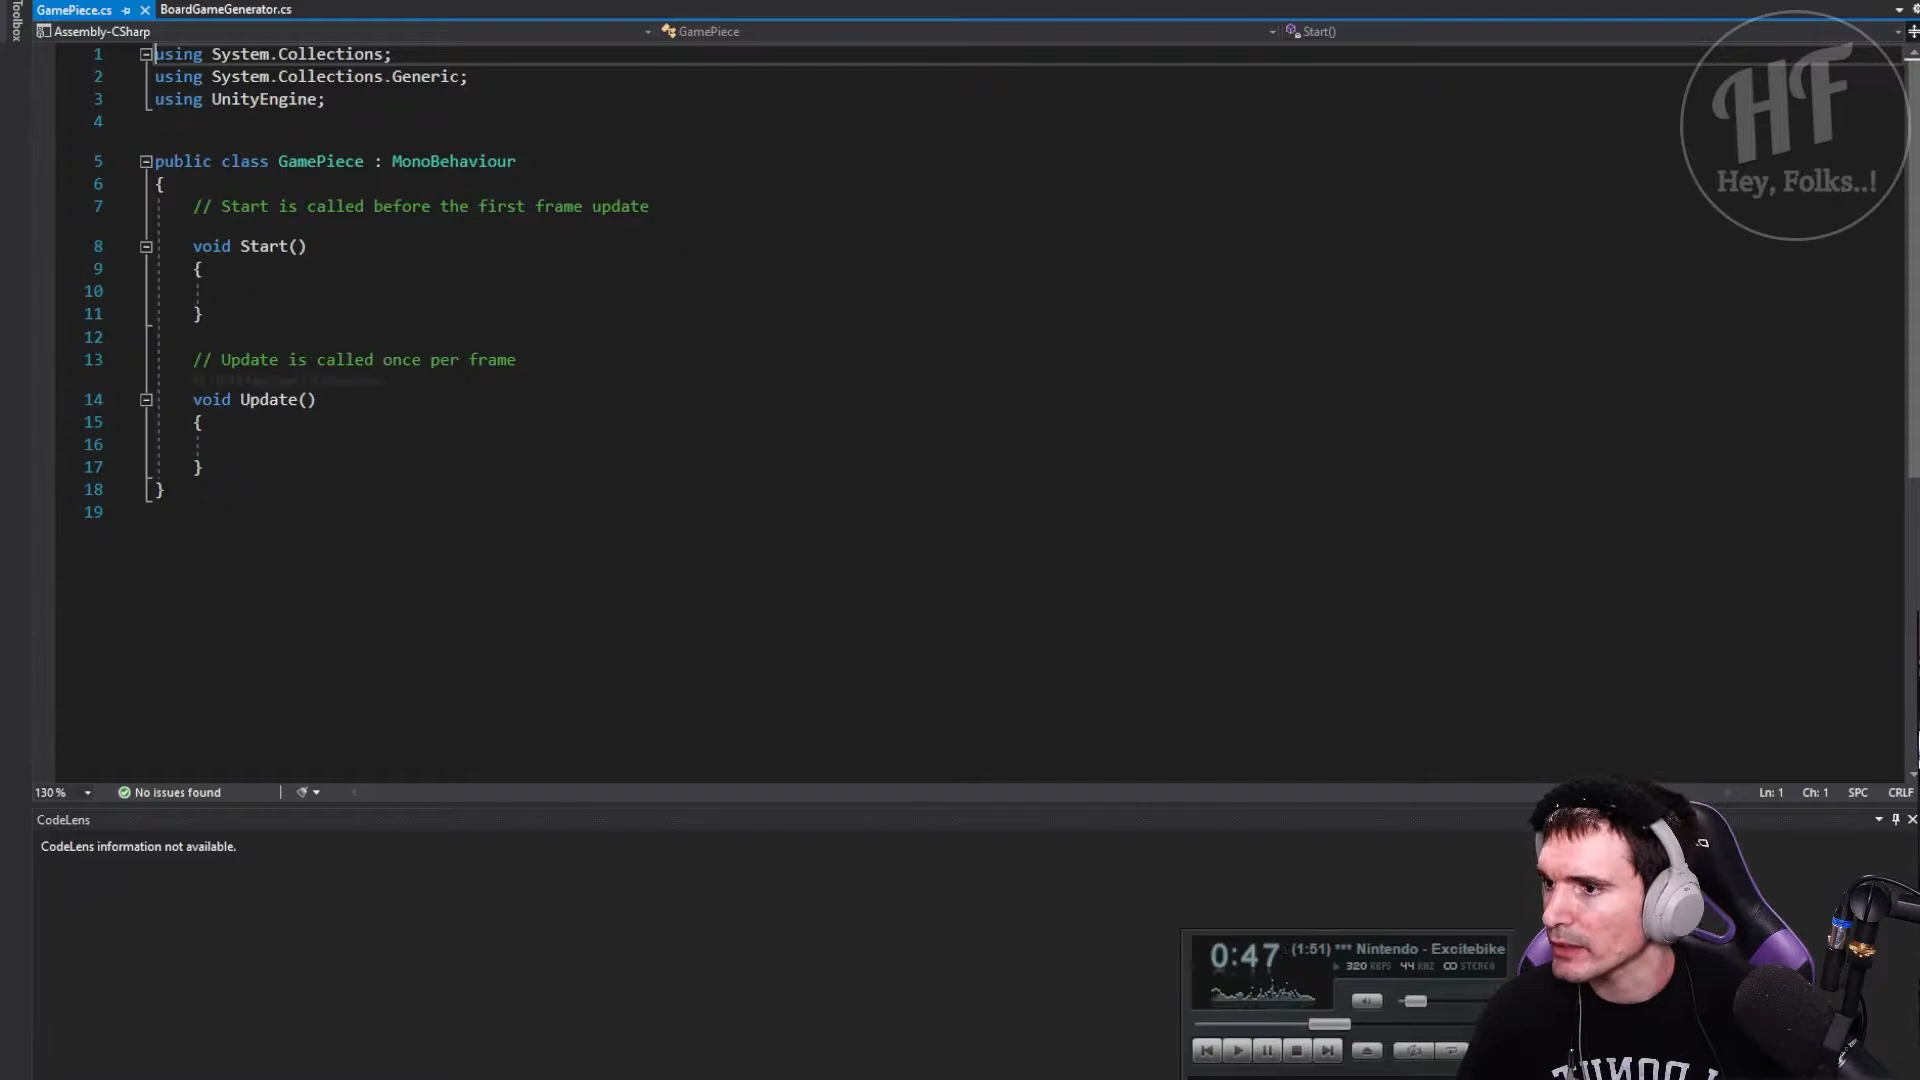 Toolbox
GamePiece.cs
BoardGameGenerator.cs
Assembly-CSharp
GamePiece
Start()
1 using System.Collections;
2 using System.Collections.Generic;
3 using UnityEngine;
4
5 public class GamePiece : MonoBehaviour
6 {
7 // Start is called before the first frame update
8 void Start()
9 {
10
11 }
12
13 // Update is called once per frame
14 void Update()
15 {
16
17 }
18 }
19
HF
Hey, Folks..!
130 %
No issues found
Ln: 1
Ch: 1
SPC
CRLF
CodeLens
CodeLens information not available.
0:47
(1:51) *** Nintendo - Excitebike
320 KBPS 44 KHZ STEREO